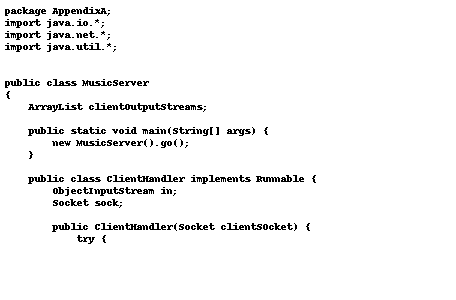 package AppendixA;
import java.io.*;
import java.net.*;
import java.util.*;
public class MusicServer
{
ArrayList clientOutputStreams;
public static void main(String[] args) {
new MusicServer().go();
}
public class ClientHandler implements Runnable {
ObjectInputStream in;
Socket sock;
public ClientHandler(Socket clientSOcket) {
try {